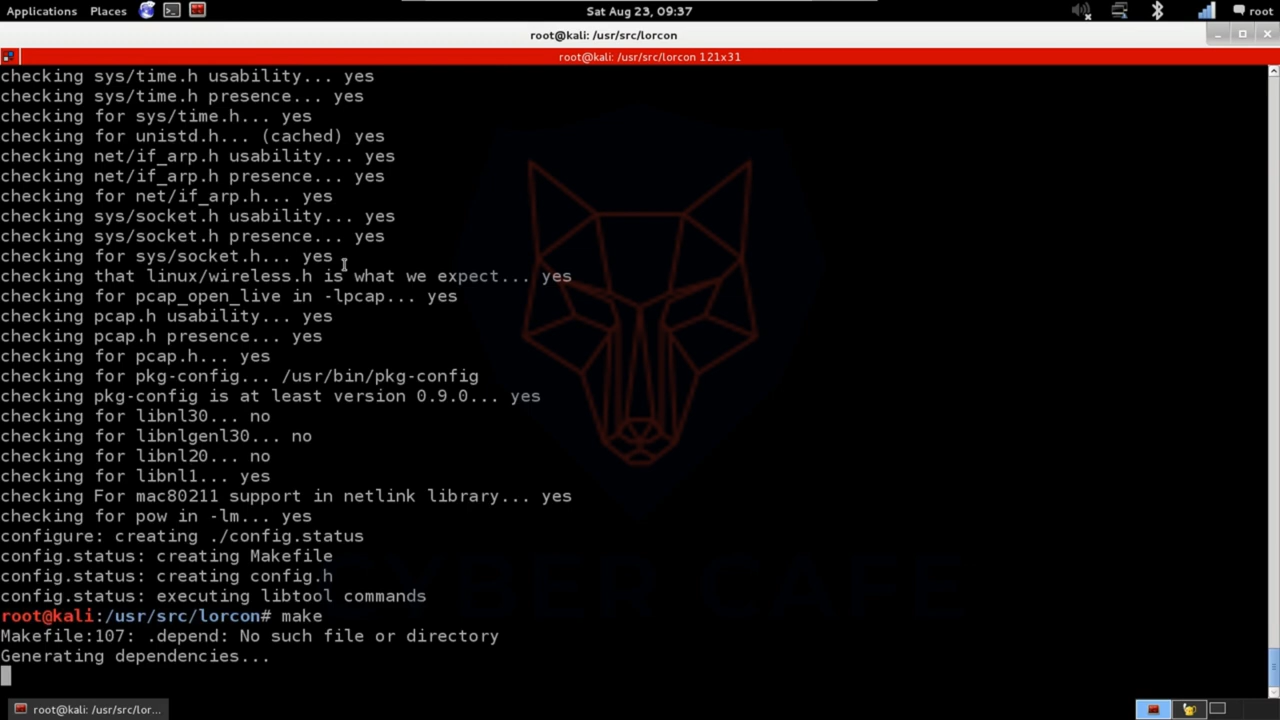 Applications Places Sat Aug 23, 09:37 root
root@kali: /usr/src/lorcon
root@kali: /usr/src/lorcon 121x31
checking sys/time.h usability... yes
checking sys/time.h presence... yes
checking for sys/time.h... yes
checking for unistd.h... (cached) yes
checking net/if_arp.h usability... yes
checking net/if_arp.h presence... yes
checking for net/if_arp.h... yes
checking sys/socket.h usability... yes
checking sys/socket.h presence... yes
checking for sys/socket.h... yes
checking that linux/wireless.h is what we expect... yes
checking for pcap_open_live in -lpcap... yes
checking pcap.h usability... yes
checking pcap.h presence... yes
checking for pcap.h... yes
checking for pkg-config... /usr/bin/pkg-config
checking pkg-config is at least version 0.9.0... yes
checking for libnl30... no
checking for libnlgenl30... no
checking for libnl20... no
checking for libnl1... yes
checking For mac80211 support in netlink library... yes
checking for pow in -lm... yes
configure: creating ./config.status
config.status: creating Makefile
config.status: creating config.h
config.status: executing libtool commands
CYBER CAFE
root@kali:/usr/src/lorcon# make
Makefile:107: .depend: No such file or directory
Generating dependencies...
root@kali: /usr/src/lor...